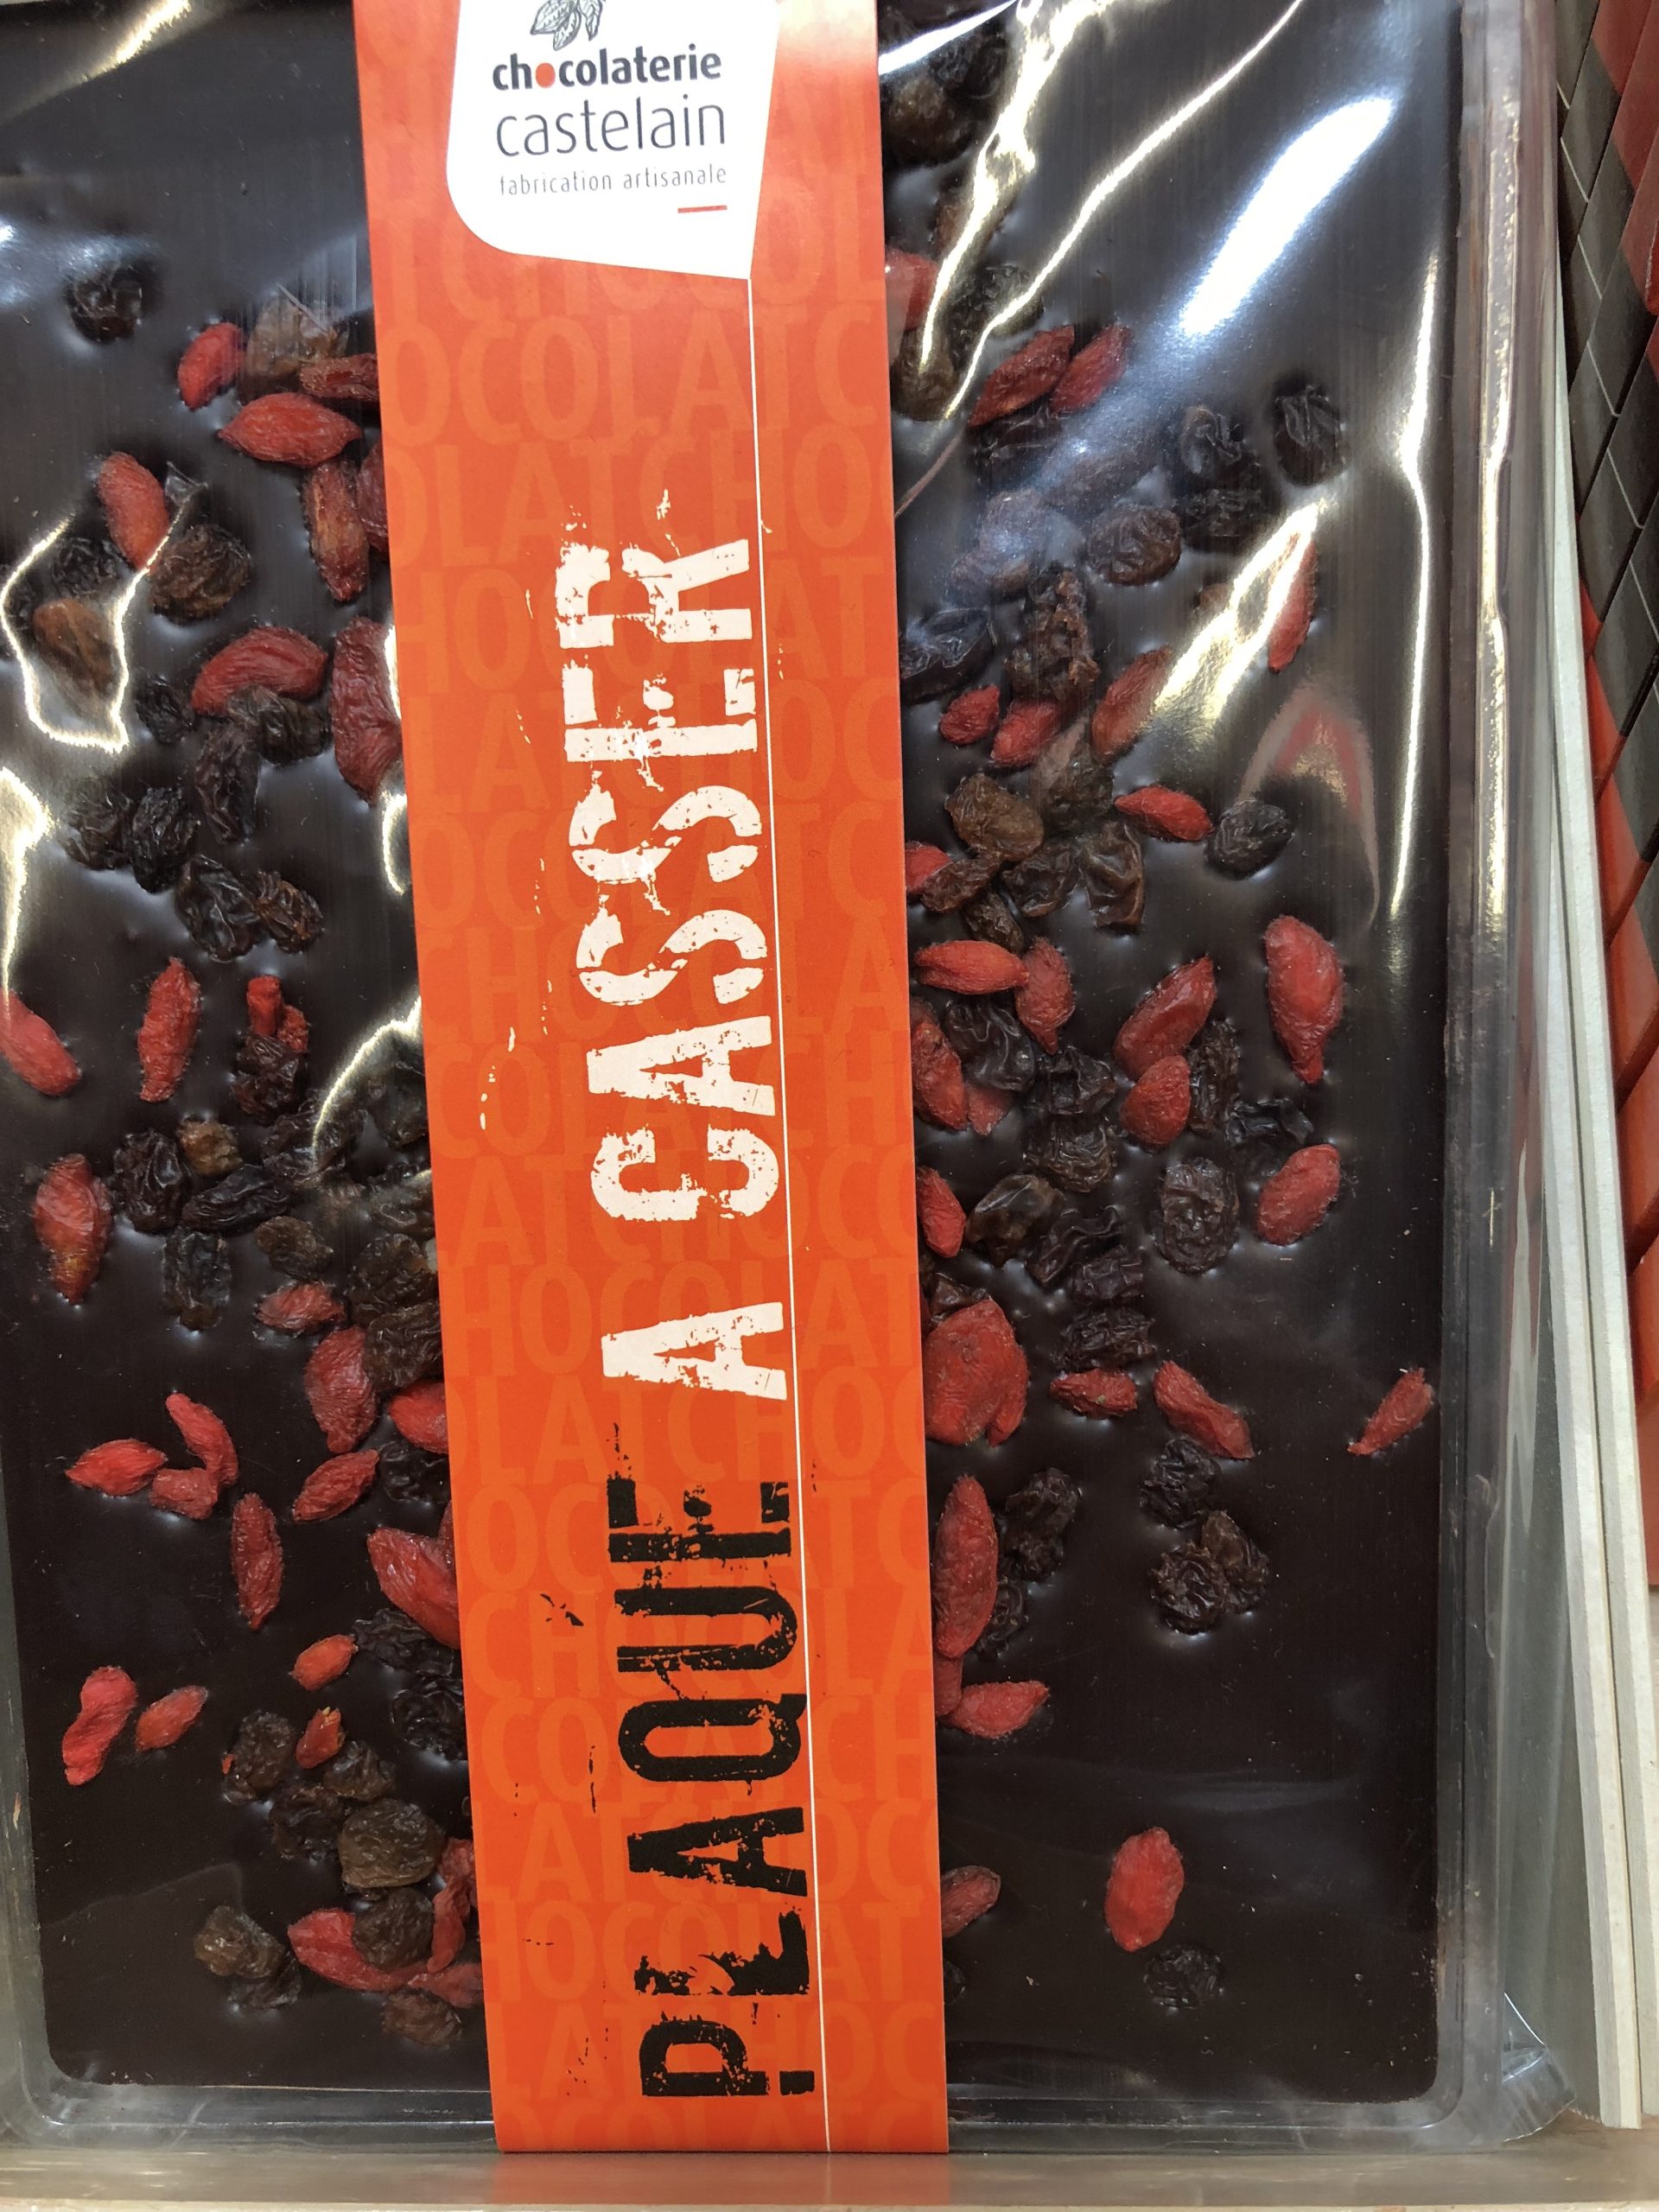 chocolaterie
castelain
fabrication artisanale
PLAQUE A CASSER